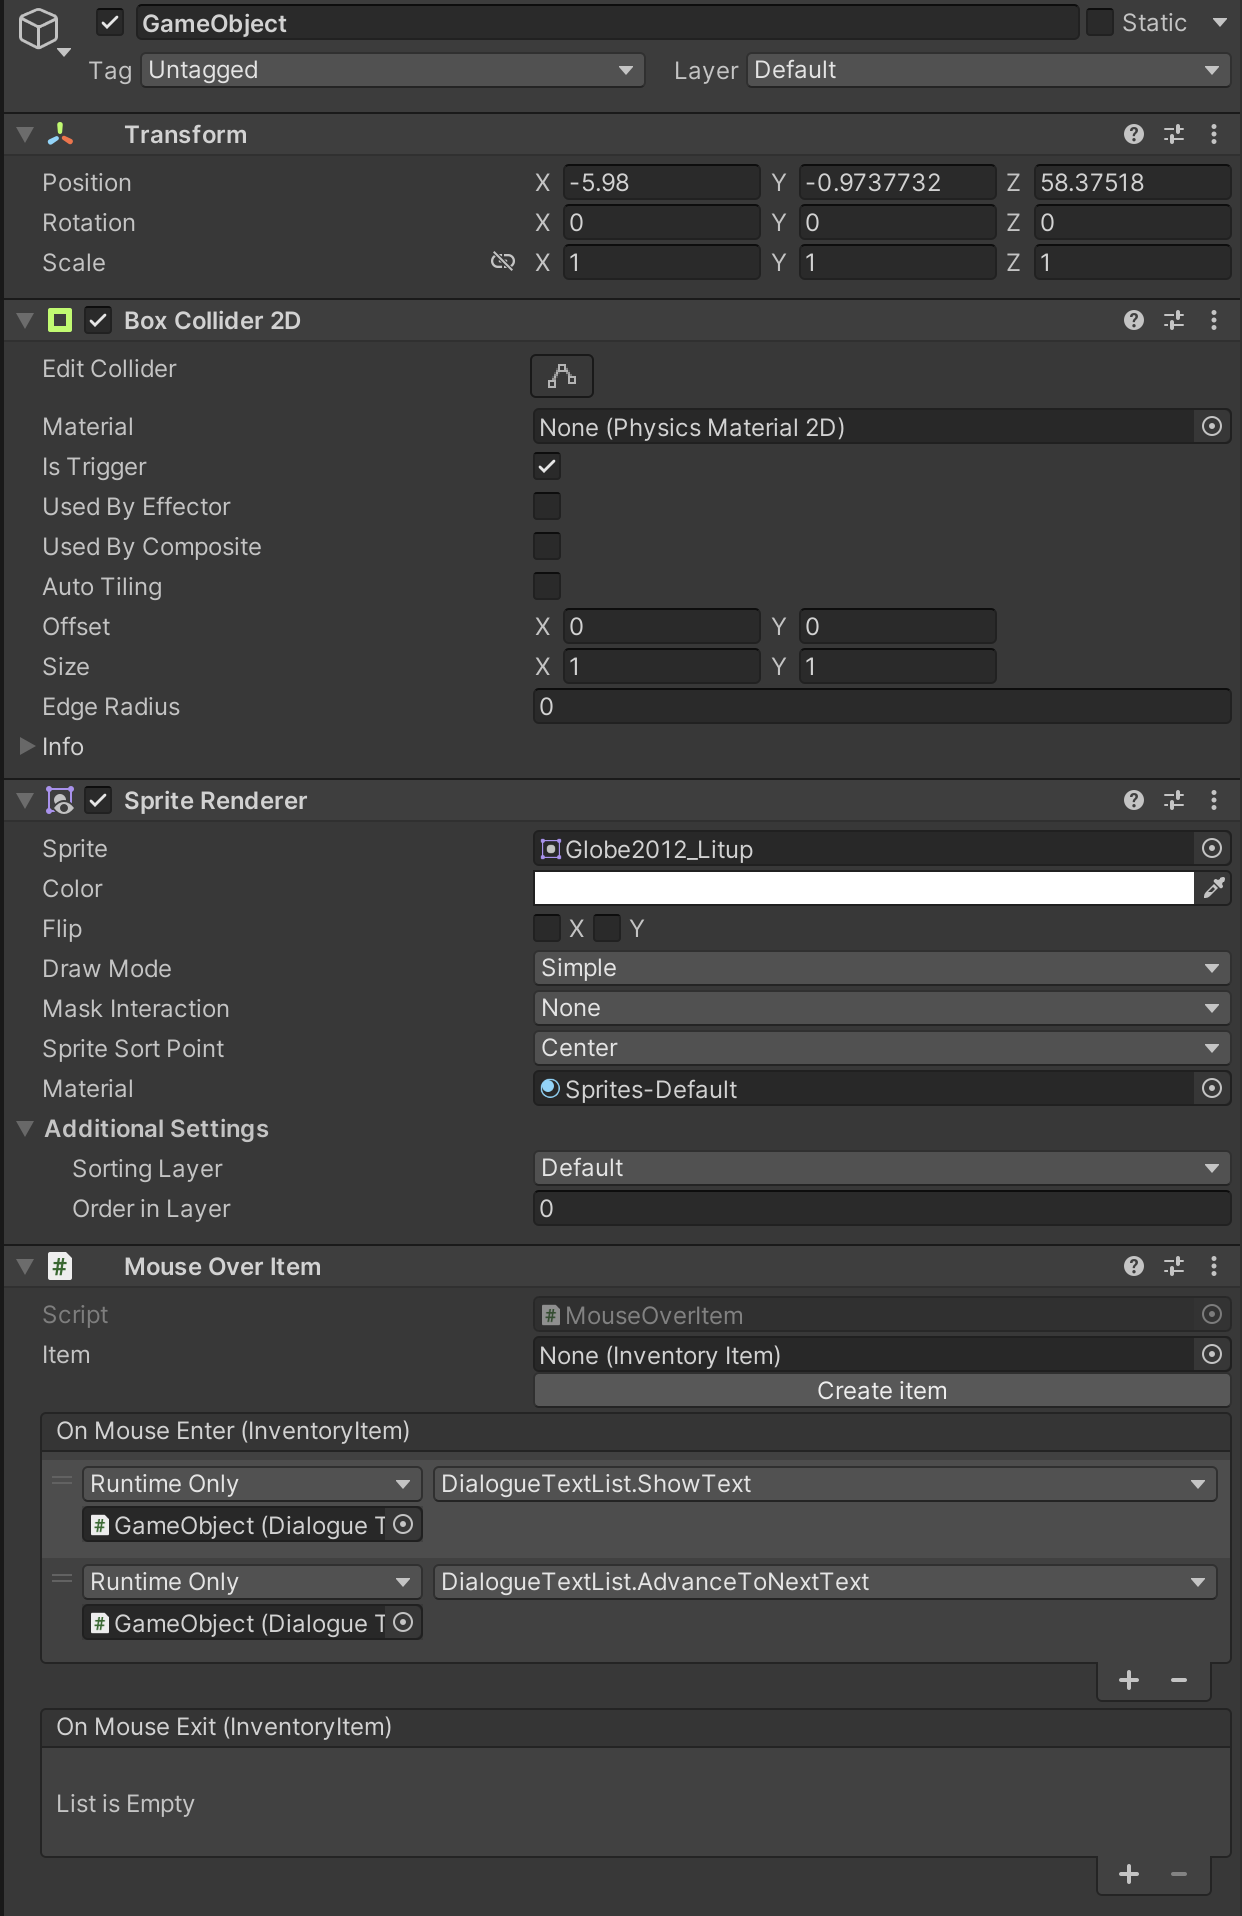 GameObject Static
Tag Untagged Layer Default
Transform
Position X -5.98 Y -0.9737732 Z 58.37518
Rotation X 0 Y 0 Z 0
Scale X 1 Y 1 Z 1
Box Collider 2D
Edit Collider
Material None (Physics Material 2D)
Is Trigger
Used By Effector
Used By Composite
Auto Tiling
Offset X 0 Y 0
Size X 1 Y 1
Edge Radius 0
Info
Sprite Renderer
Sprite Globe2012_Litup
Color
Flip X Y
Draw Mode Simple
Mask Interaction None
Sprite Sort Point Center
Material Sprites-Default
Additional Settings
Sorting Layer Default
Order in Layer 0
# Mouse Over Item
Script # MouseOverItem
Item None (Inventory Item)
Create item
On Mouse Enter (InventoryItem)
Runtime Only DialogueTextList.ShowText
# GameObject (Dialogue T
Runtime Only DialogueTextList.AdvanceToNextText
# GameObject (Dialogue T
+ −
On Mouse Exit (InventoryItem)
List is Empty
+ −